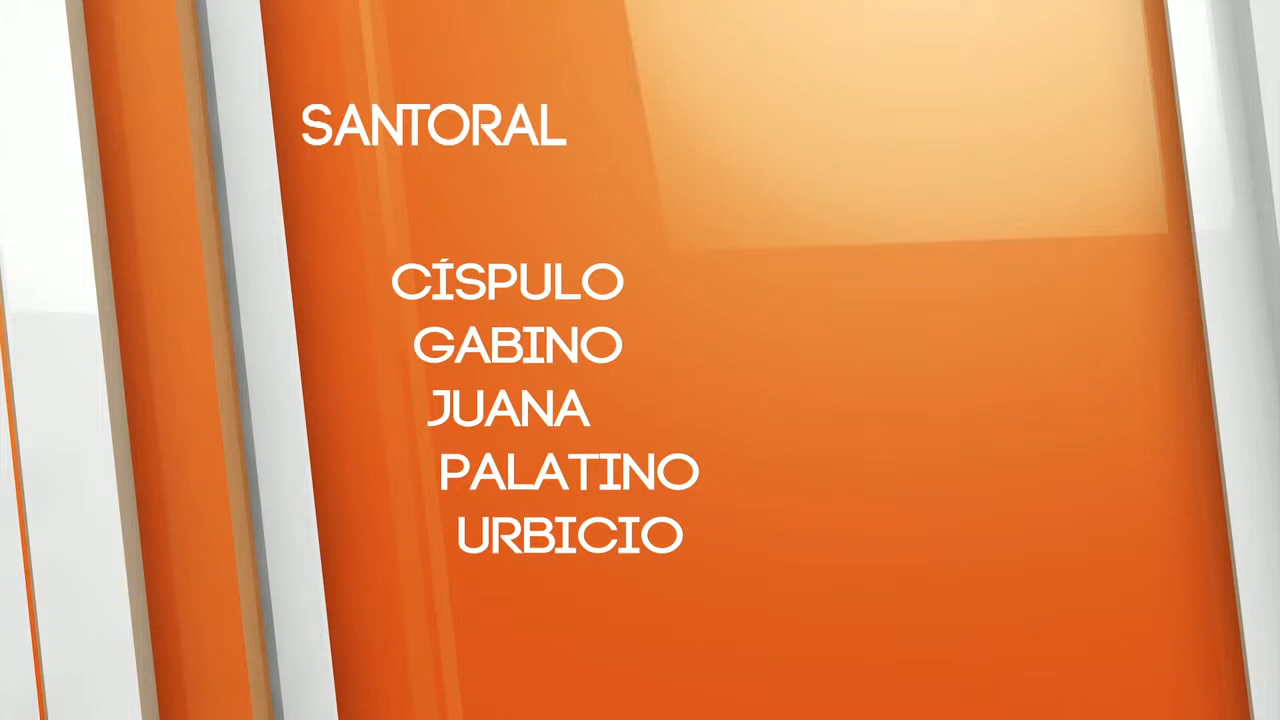 SANTORAL
CÍSPULO
GABINO
JUANA
PALATINO
URBICIO